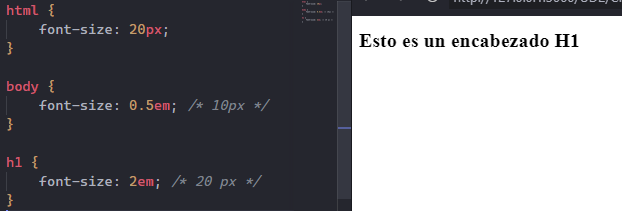 html {
font-size: 20px;
}
body {
font-size: 0.5em; /* 10px */
}
h1 {
font-size: 2em; /* 20 px */
}
Esto es un encabezado H1